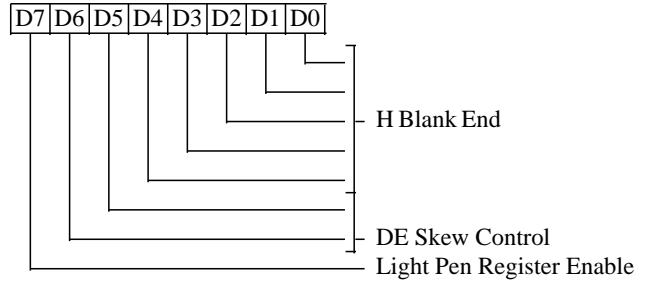 D7 D6 D5 D4 D3 D2 D1 D0
H Blank End
DE Skew Control
Light Pen Register Enable